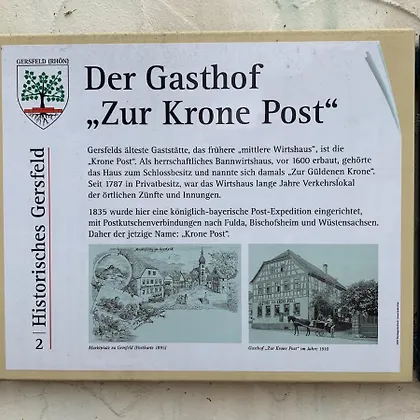 GERSFELD (RHÖN)
Der Gasthof
„Zur Krone Post“
Gersfelds älteste Gaststätte, das frühere „mittlere Wirtshaus“, ist die
„Krone Post“. Als herrschaftliches Bannwirtshaus, vor 1600 erbaut, gehörte
das Haus zum Schlossbesitz und nannte sich damals „Zur Güldenen Krone“.
Seit 1787 in Privatbesitz, war das Wirtshaus lange Jahre Verkehrslokal
der örtlichen Zünfte und Innungen.
1835 wurde hier eine königlich-bayerische Post-Expedition eingerichtet,
mit Postkutschenverbindungen nach Fulda, Bischofsheim und Wüstensachsen.
Daher der jetzige Name: „Krone Post“.
Historisches Gersfeld
2
Marktplatz zu Gersfeld (Postkarte
Gasthof „Zur Krone Post“ im Jahre